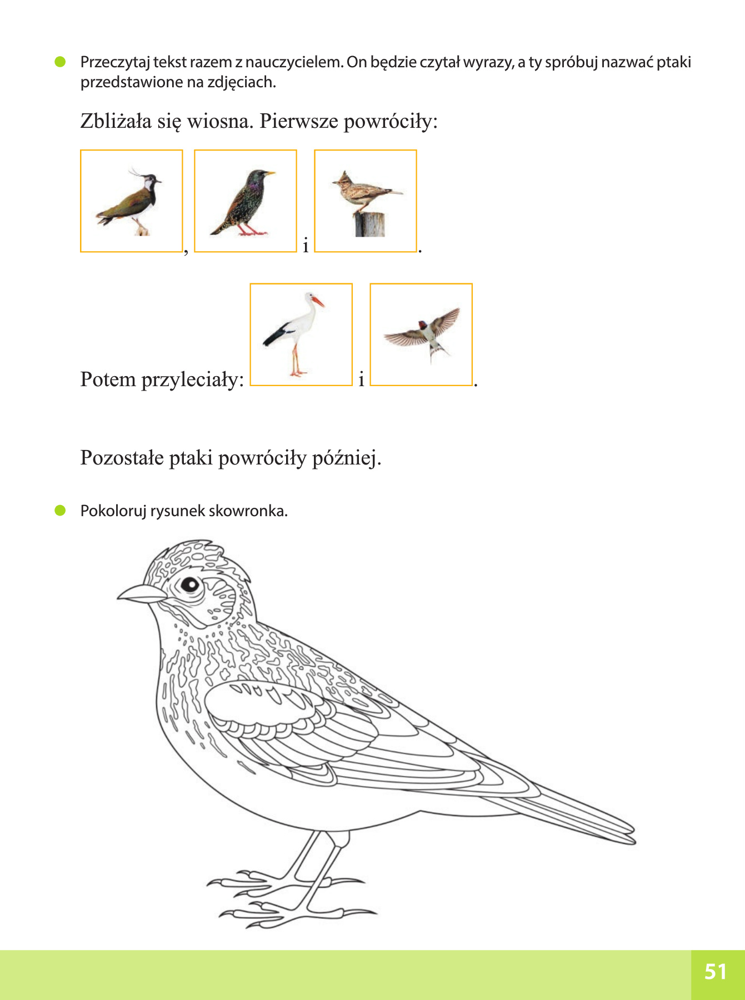 Przeczytaj tekst razem z nauczycielem. On będzie czytał wyrazy, a ty spróbuj nazwać ptaki
przedstawione na zdjęciach.
Zbliżała się wiosna. Pierwsze powróciły:
, i .
Potem przyleciały: i .
Pozostałe ptaki powróciły później.
Pokoloruj rysunek skowronka.
51